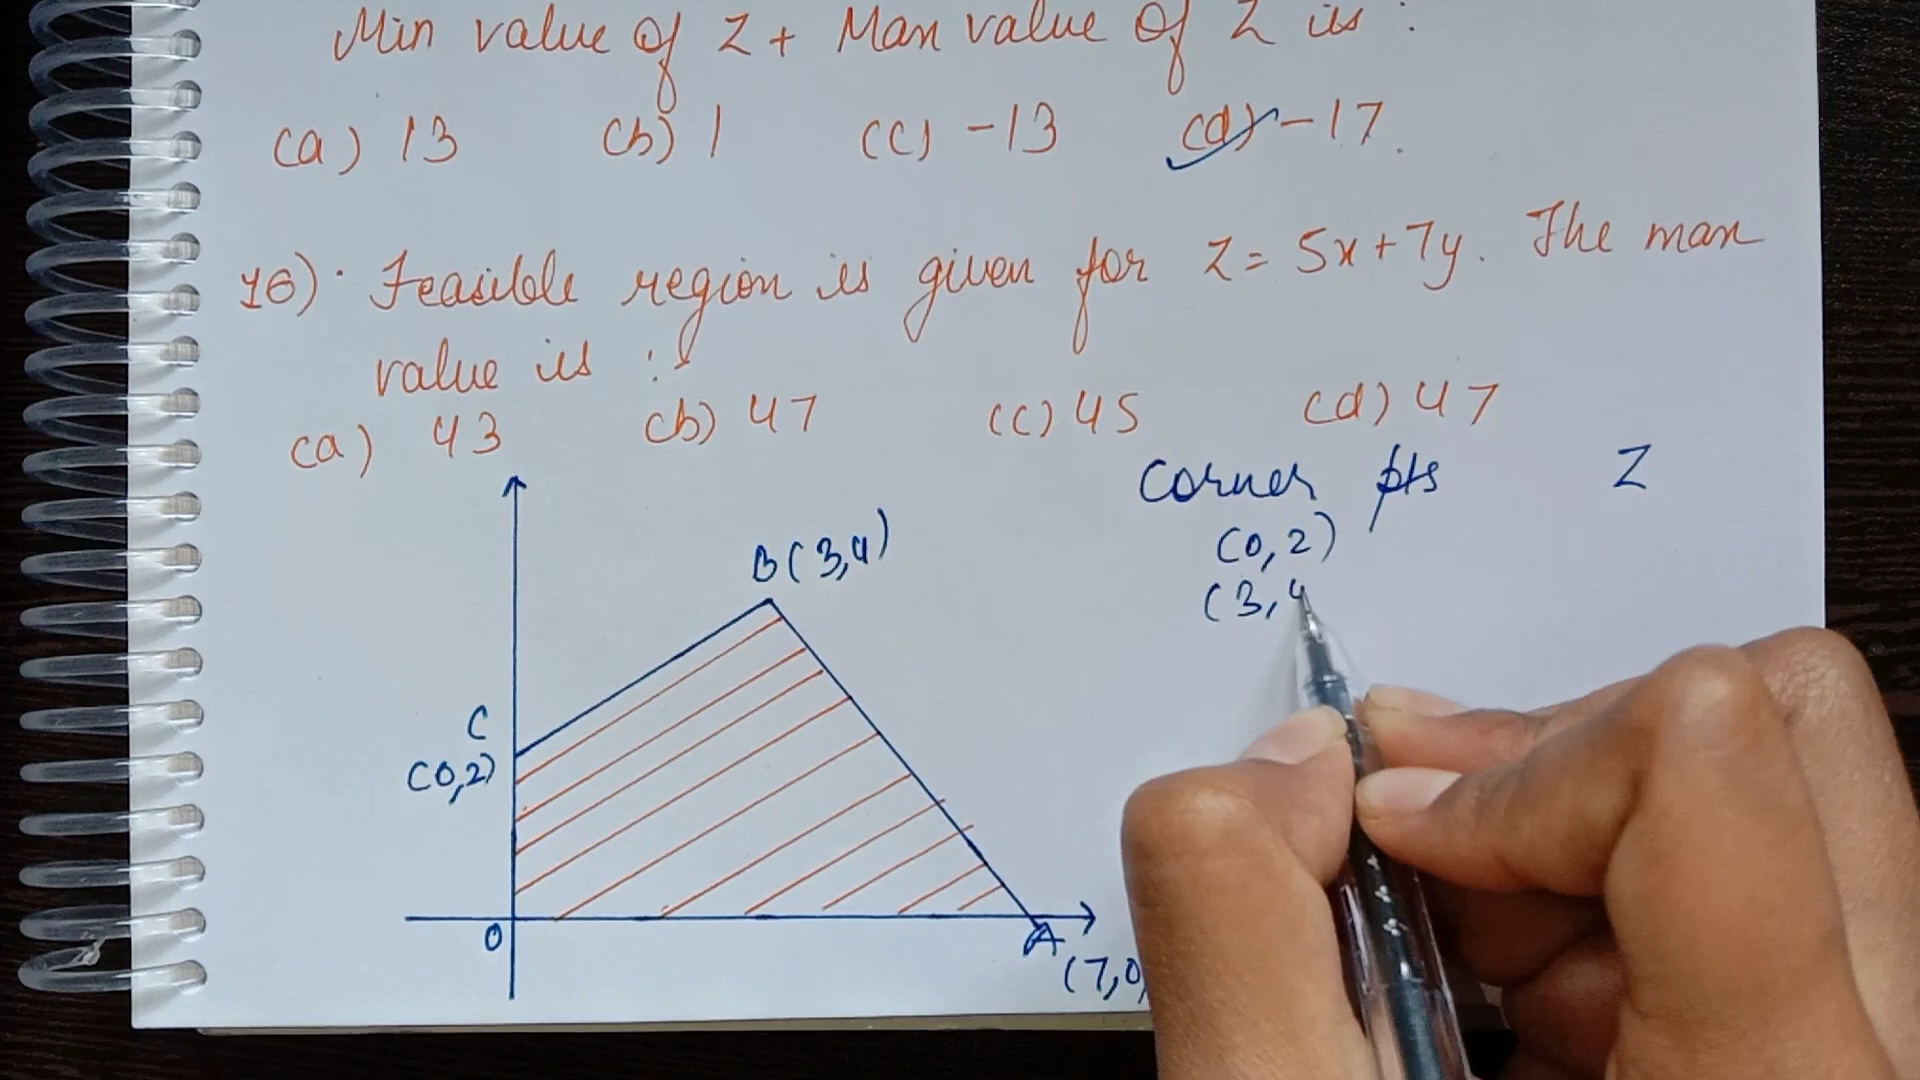 Min value of Z + Max value of Z is :
(a) 13 (b) 1 (c) -13 (d) -17.
16). Feasible region is given for Z = 5x+7y. The max
value is :
(a) 43 (b) 47 (c) 45 (d) 47
Corner pts Z
B(3,4)
(0,2)
(3,4
C
(0,2)
O
A
(7,0